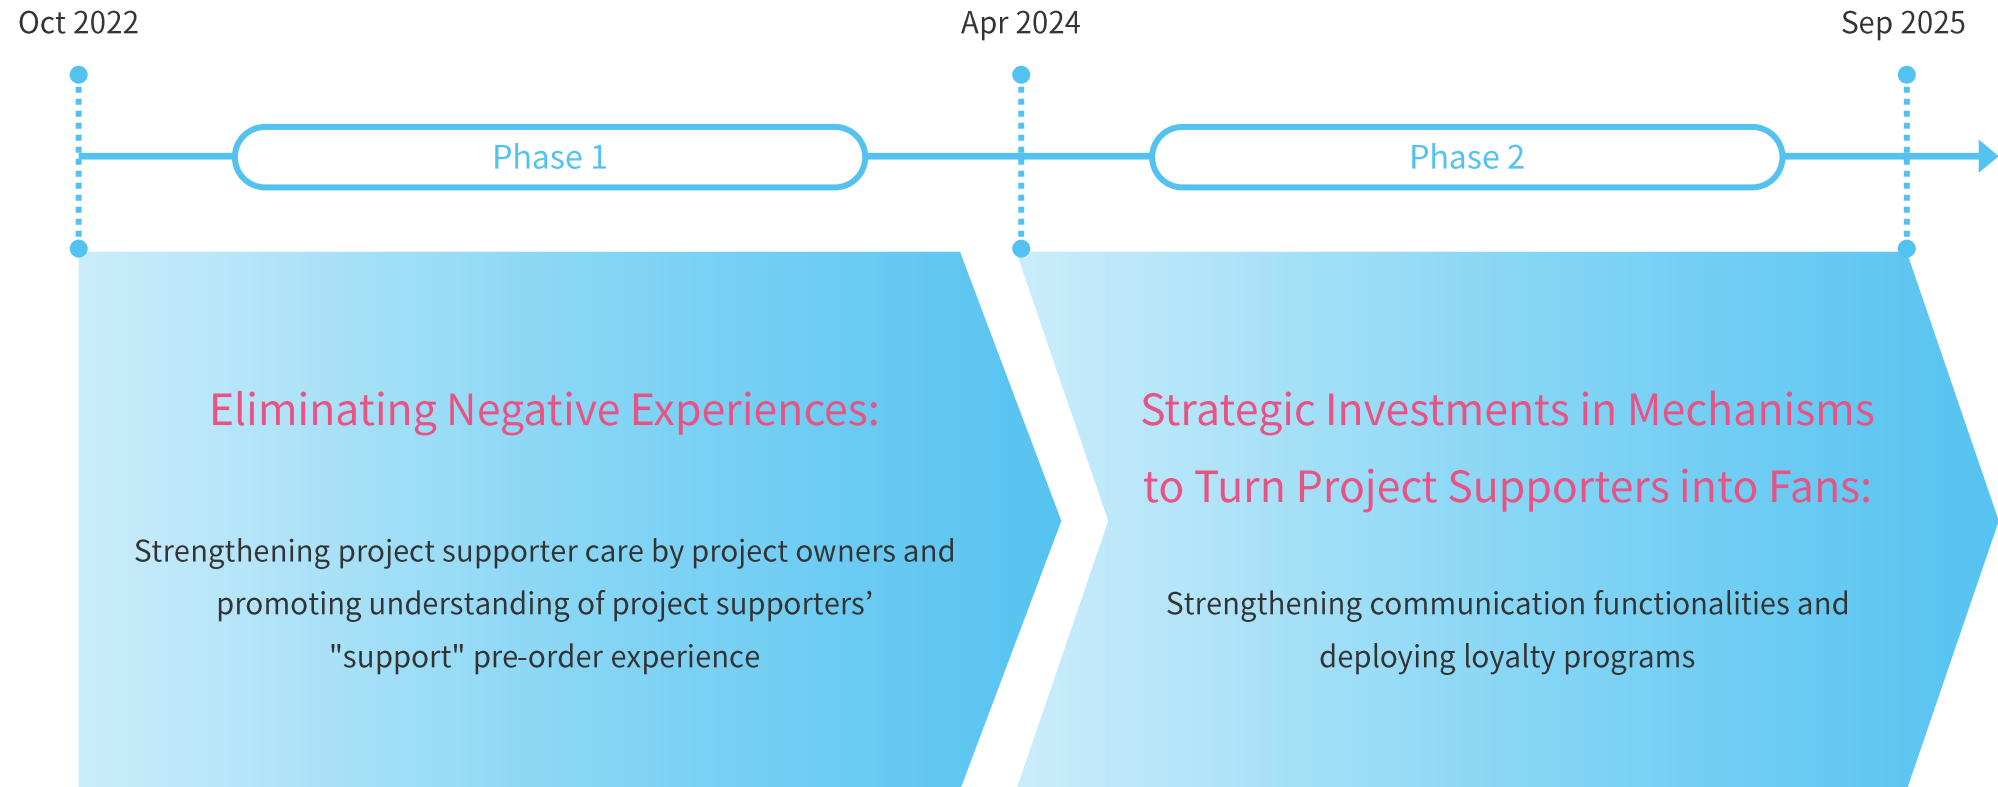 Oct 2022
Apr 2024
Sep 2025
Phase 1
Phase 2
Eliminating Negative Experiences:
Strengthening project supporter care by project owners and
promoting understanding of project supporters’
"support" pre-order experience
Strategic Investments in Mechanisms
to Turn Project Supporters into Fans:
Strengthening communication functionalities and
deploying loyalty programs